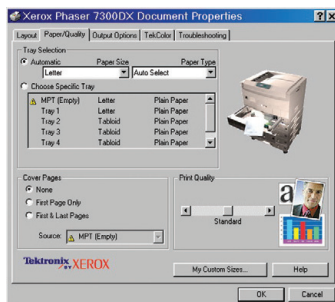 Xerox Phaser 7300DX Document Properties
Layout Paper/Quality Output Options TekColor Troubleshooting
Tray Selection
Automatic Paper Size Paper Type
Letter Auto Select
Choose Specific Tray
MPT (Empty) Letter Plain Paper
Tray 1 Letter Plain Paper
Tray 2 Tabloid Plain Paper
Tray 3 Tabloid Plain Paper
Tray 4 Tabloid Plain Paper
Cover Pages
None
First Page Only
First & Last Pages
Source: MPT (Empty)
Print Quality
a
Standard
Tektronix BY XEROX
My Custom Sizes... Help
OK Cancel